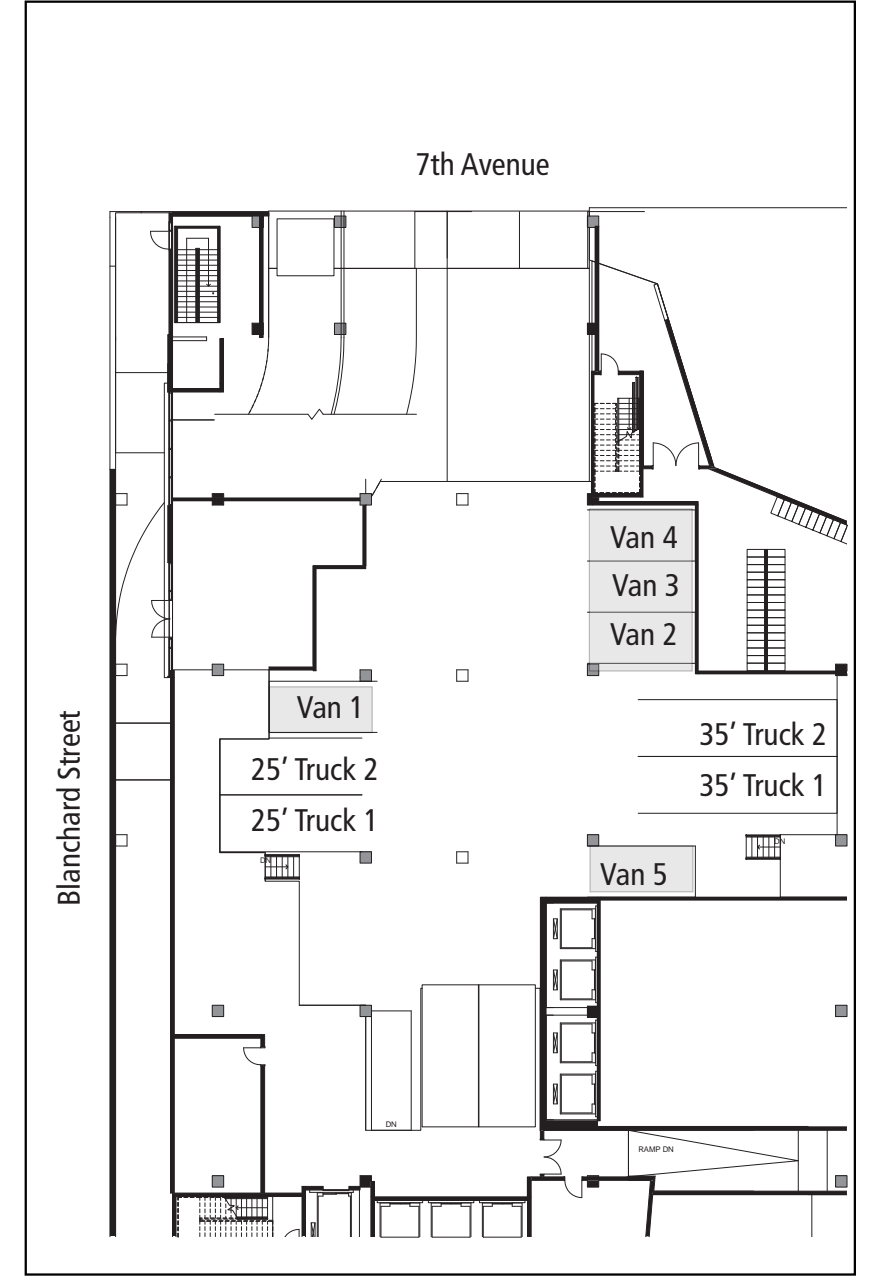 7th Avenue
Van 4
Van 3
Van 2
Van 1
35’ Truck 2
25’ Truck 2
35’ Truck 1
25’ Truck 1
Blanchard Street
DN
DN
Van 5
DN
RAMP DN